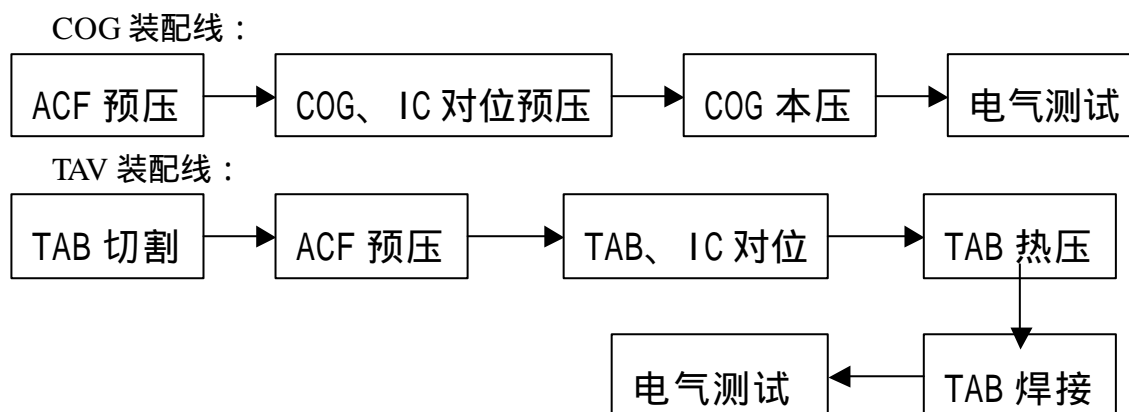 COG 装配线：
ACF 预压 COG、IC 对位预压 COG 本压 电气测试
TAV 装配线：
TAB 切割 ACF 预压 TAB、IC 对位 TAB 热压
电气测试 TAB 焊接